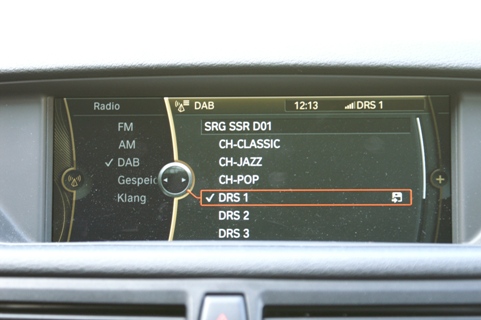 Radio
DAB
12:13
DRS 1
FM
AM
DAB
Gespeic
Klang
SRG SSR D01
CH-CLASSIC
CH-JAZZ
CH-POP
DRS 1
DRS 2
DRS 3